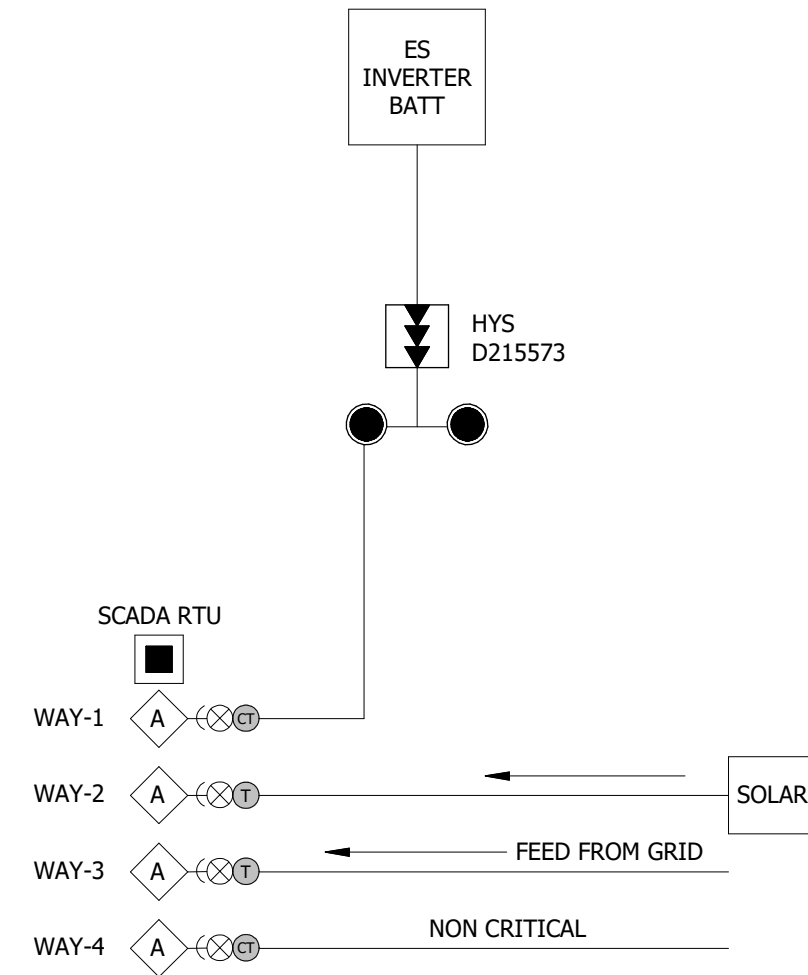 ES
INVERTER
BATT
HYS
D215573
SCADA RTU
WAY-1 A CT
WAY-2 A T SOLAR
FEED FROM GRID
WAY-3 A T
NON CRITICAL
WAY-4 A CT